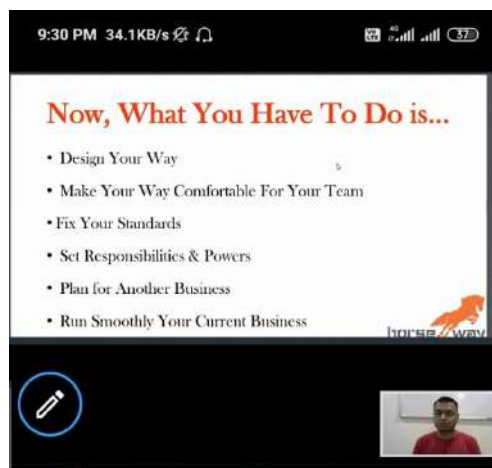 9:30 PM 34.1KB/s 37
Now, What You Have To Do is...
• Design Your Way
• Make Your Way Comfortable For Your Team
• Fix Your Standards
• Set Responsibilities & Powers
• Plan for Another Business
• Run Smoothly Your Current Business
horse way